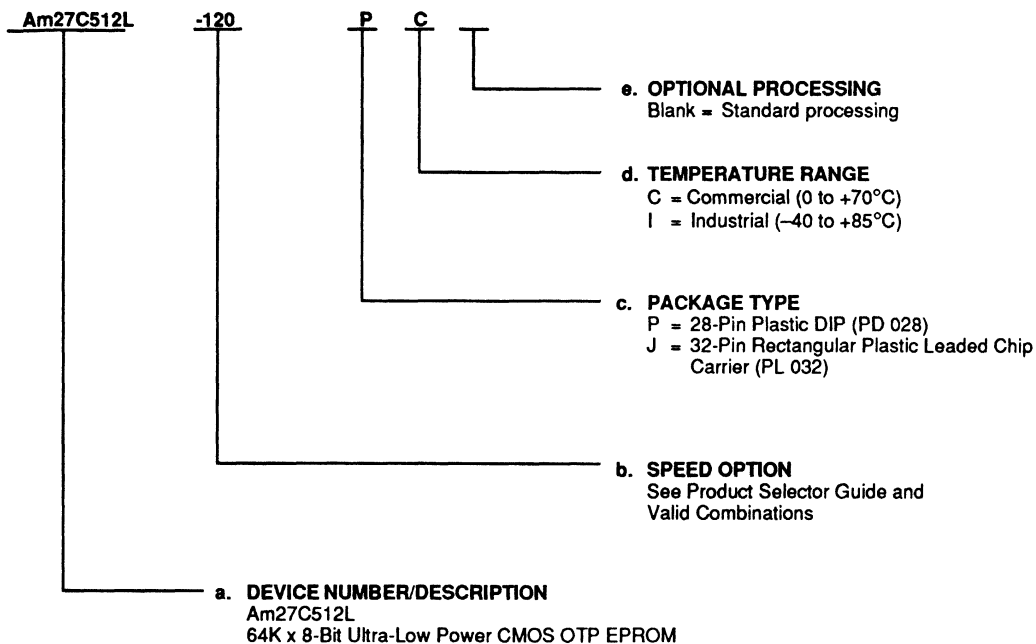 Am27C512L -120 P C
e. OPTIONAL PROCESSING
Blank = Standard processing
d. TEMPERATURE RANGE
C = Commercial (0 to +70°C)
I = Industrial (–40 to +85°C)
c. PACKAGE TYPE
P = 28-Pin Plastic DIP (PD 028)
J = 32-Pin Rectangular Plastic Leaded Chip
Carrier (PL 032)
b. SPEED OPTION
See Product Selector Guide and
Valid Combinations
a. DEVICE NUMBER/DESCRIPTION
Am27C512L
64K x 8-Bit Ultra-Low Power CMOS OTP EPROM